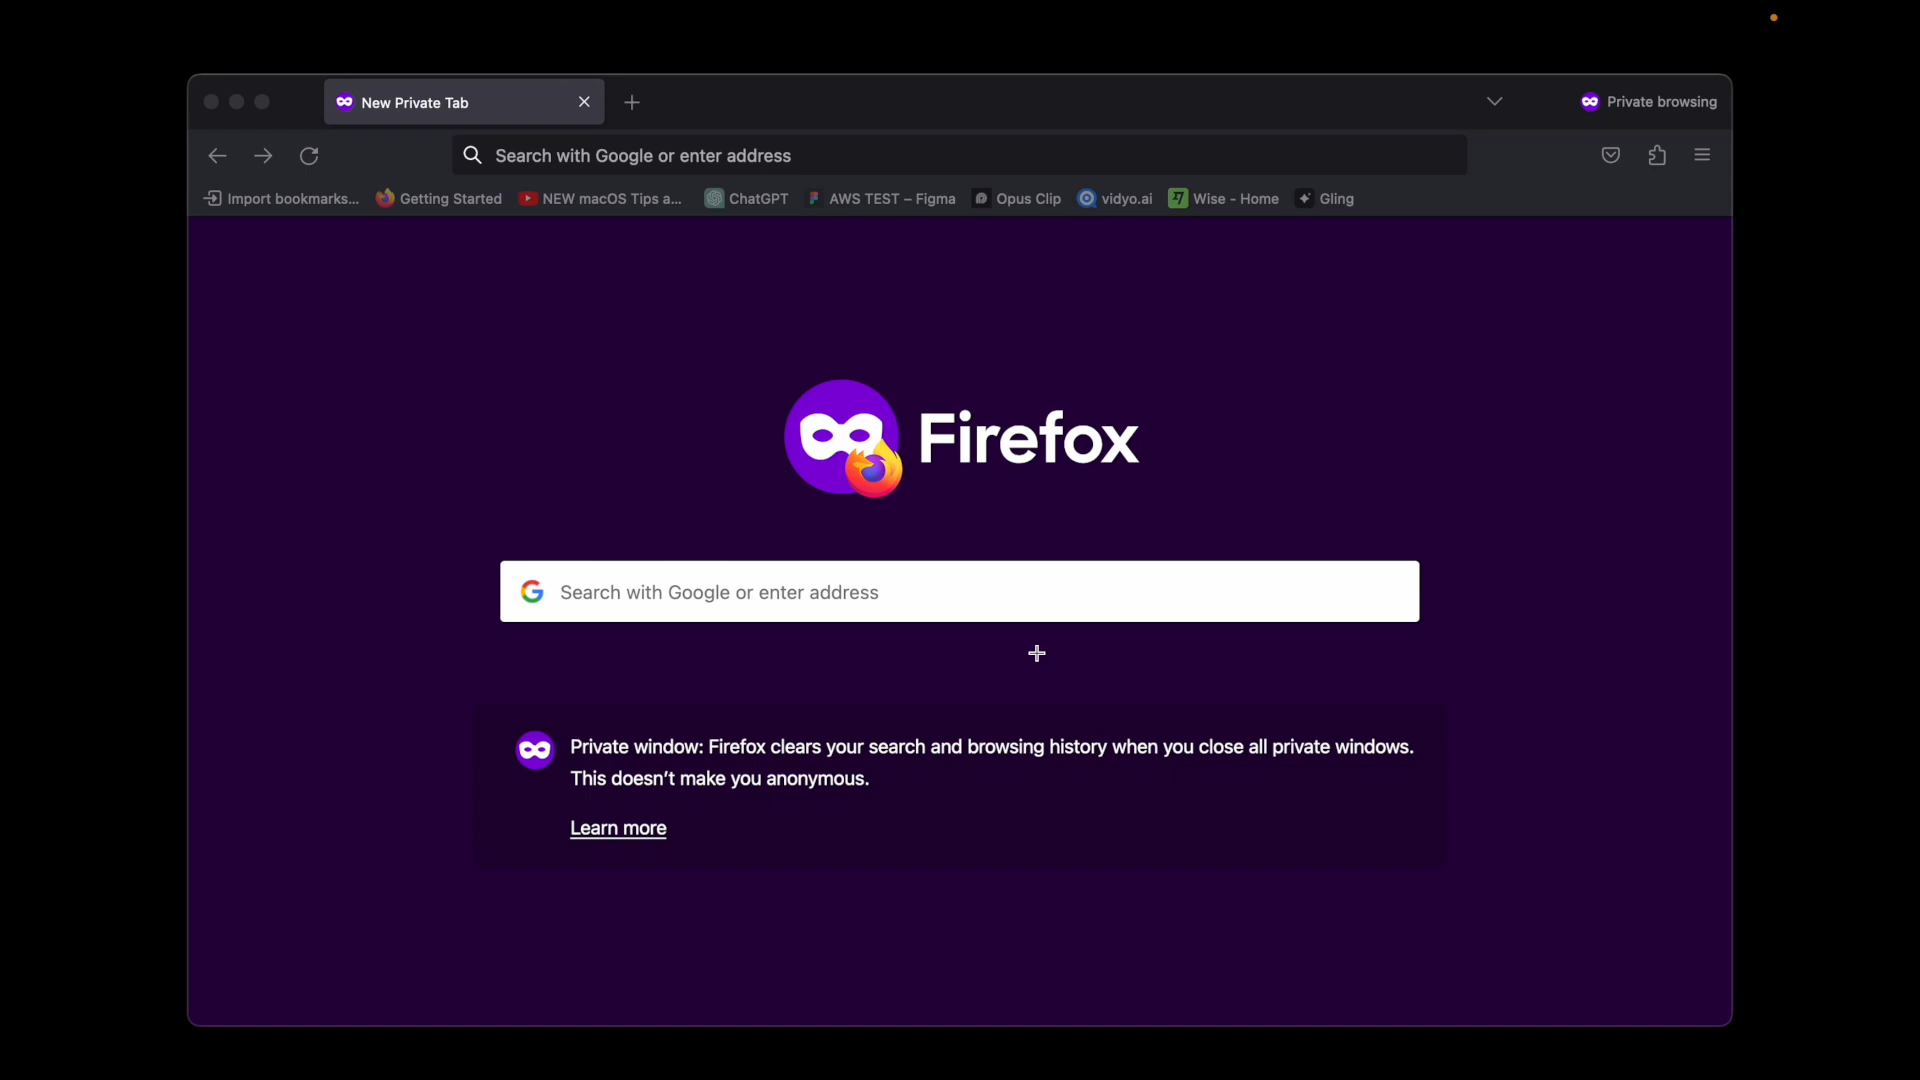 New Private Tab
Private browsing
Search with Google or enter address
Import bookmarks... Getting Started NEW macOS Tips a... ChatGPT AWS TEST – Figma Opus Clip vidyo.ai Wise - Home Gling
Firefox
Search with Google or enter address
Private window: Firefox clears your search and browsing history when you close all private windows.
This doesn't make you anonymous.
Learn more